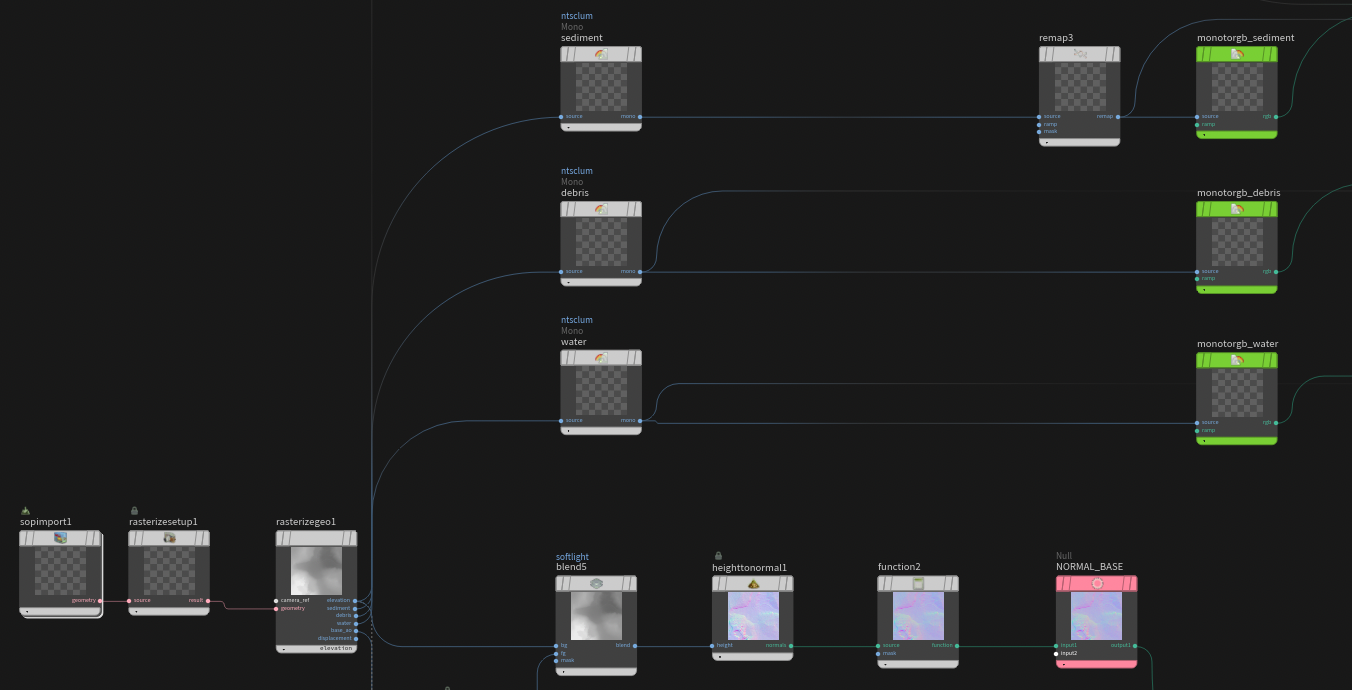 ntsclum
Mono
sediment
source
mono
remap3
source
ramp
mask
remap
monotorgb_sediment
source
ramp
rgb
ntsclum
Mono
debris
source
mono
monotorgb_debris
source
ramp
rgb
ntsclum
Mono
water
source
mono
monotorgb_water
source
ramp
rgb
sopimport1
geometry
rasterizesetup1
source
result
rasterizegeo1
camera_ref
geometry
elevation
sediment
debris
water
base_ao
displacement
elevation
softlight
blend5
bg
fg
mask
blend
heighttonormal1
height
normals
function2
source
mask
function
Null
NORMAL_BASE
input1
input2
output1